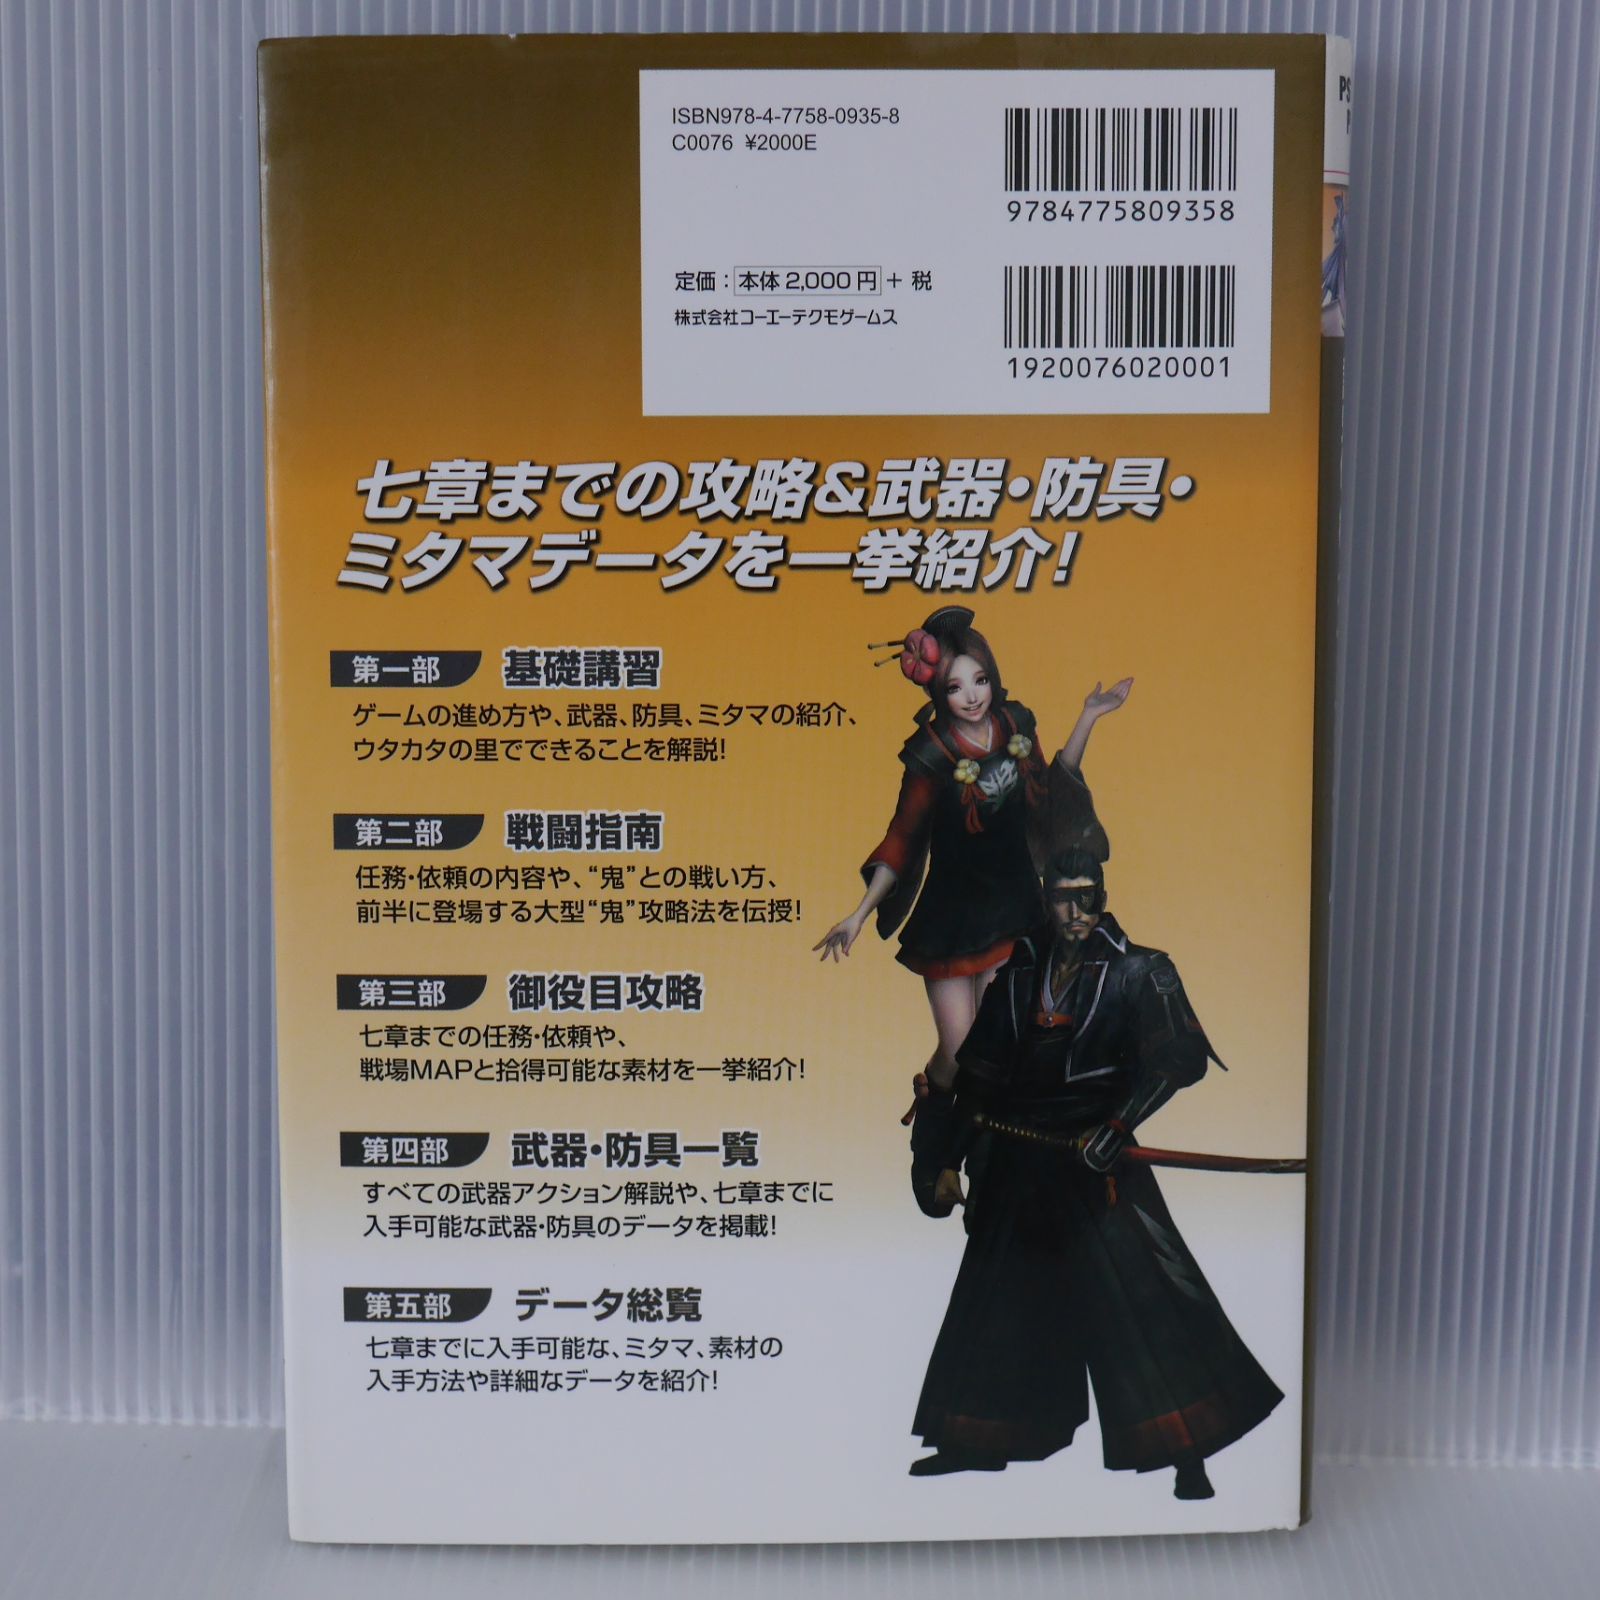 ISBN978-4-7758-0935-8
C0076 ¥2000E
9784775809358
定価：本体2,000円＋税
株式会社コーエーテクモゲームス
1920076020001
PS
七章までの攻略&武器・防具・
ミタマデータを一挙紹介！
第一部 基礎講習
ゲームの進め方や、武器、防具、ミタマの紹介、
ウタカタの里でできることを解説！
第二部 戦闘指南
任務・依頼の内容や、“鬼”との戦い方、
前半に登場する大型“鬼”攻略法を伝授！
第三部 御役目攻略
七章までの任務・依頼や、
戦場MAPと拾得可能な素材を一挙紹介！
第四部 武器・防具一覧
すべての武器アクション解説や、七章までに
入手可能な武器・防具のデータを掲載！
第五部 データ総覧
七章までに入手可能な、ミタマ、素材の
入手方法や詳細なデータを紹介！